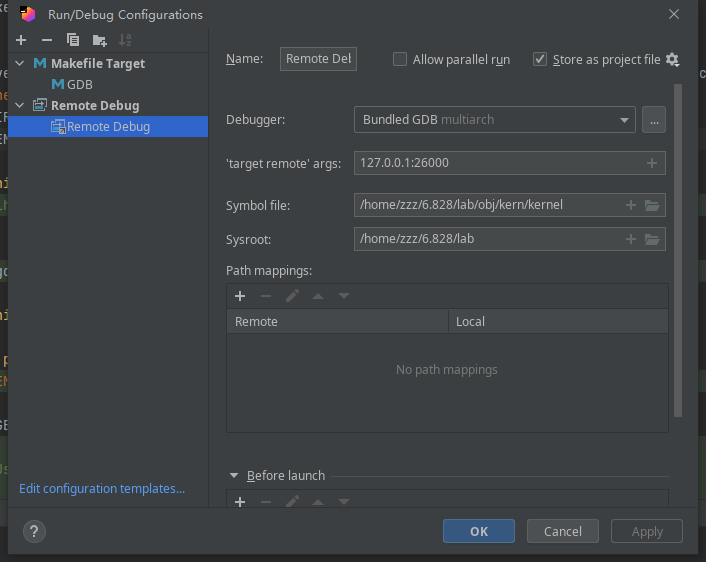 Run/Debug Configurations
Makefile Target
GDB
Remote Debug
Remote Debug
Edit configuration templates...
Name:
Remote Del
Allow parallel run
Store as project file
Debugger:
Bundled GDB multiarch
...
'target remote' args:
127.0.0.1:26000
Symbol file:
/home/zzz/6.828/lab/obj/kern/kernel
Sysroot:
/home/zzz/6.828/lab
Path mappings:
Remote Local
No path mappings
Before launch
?
OK Cancel Apply